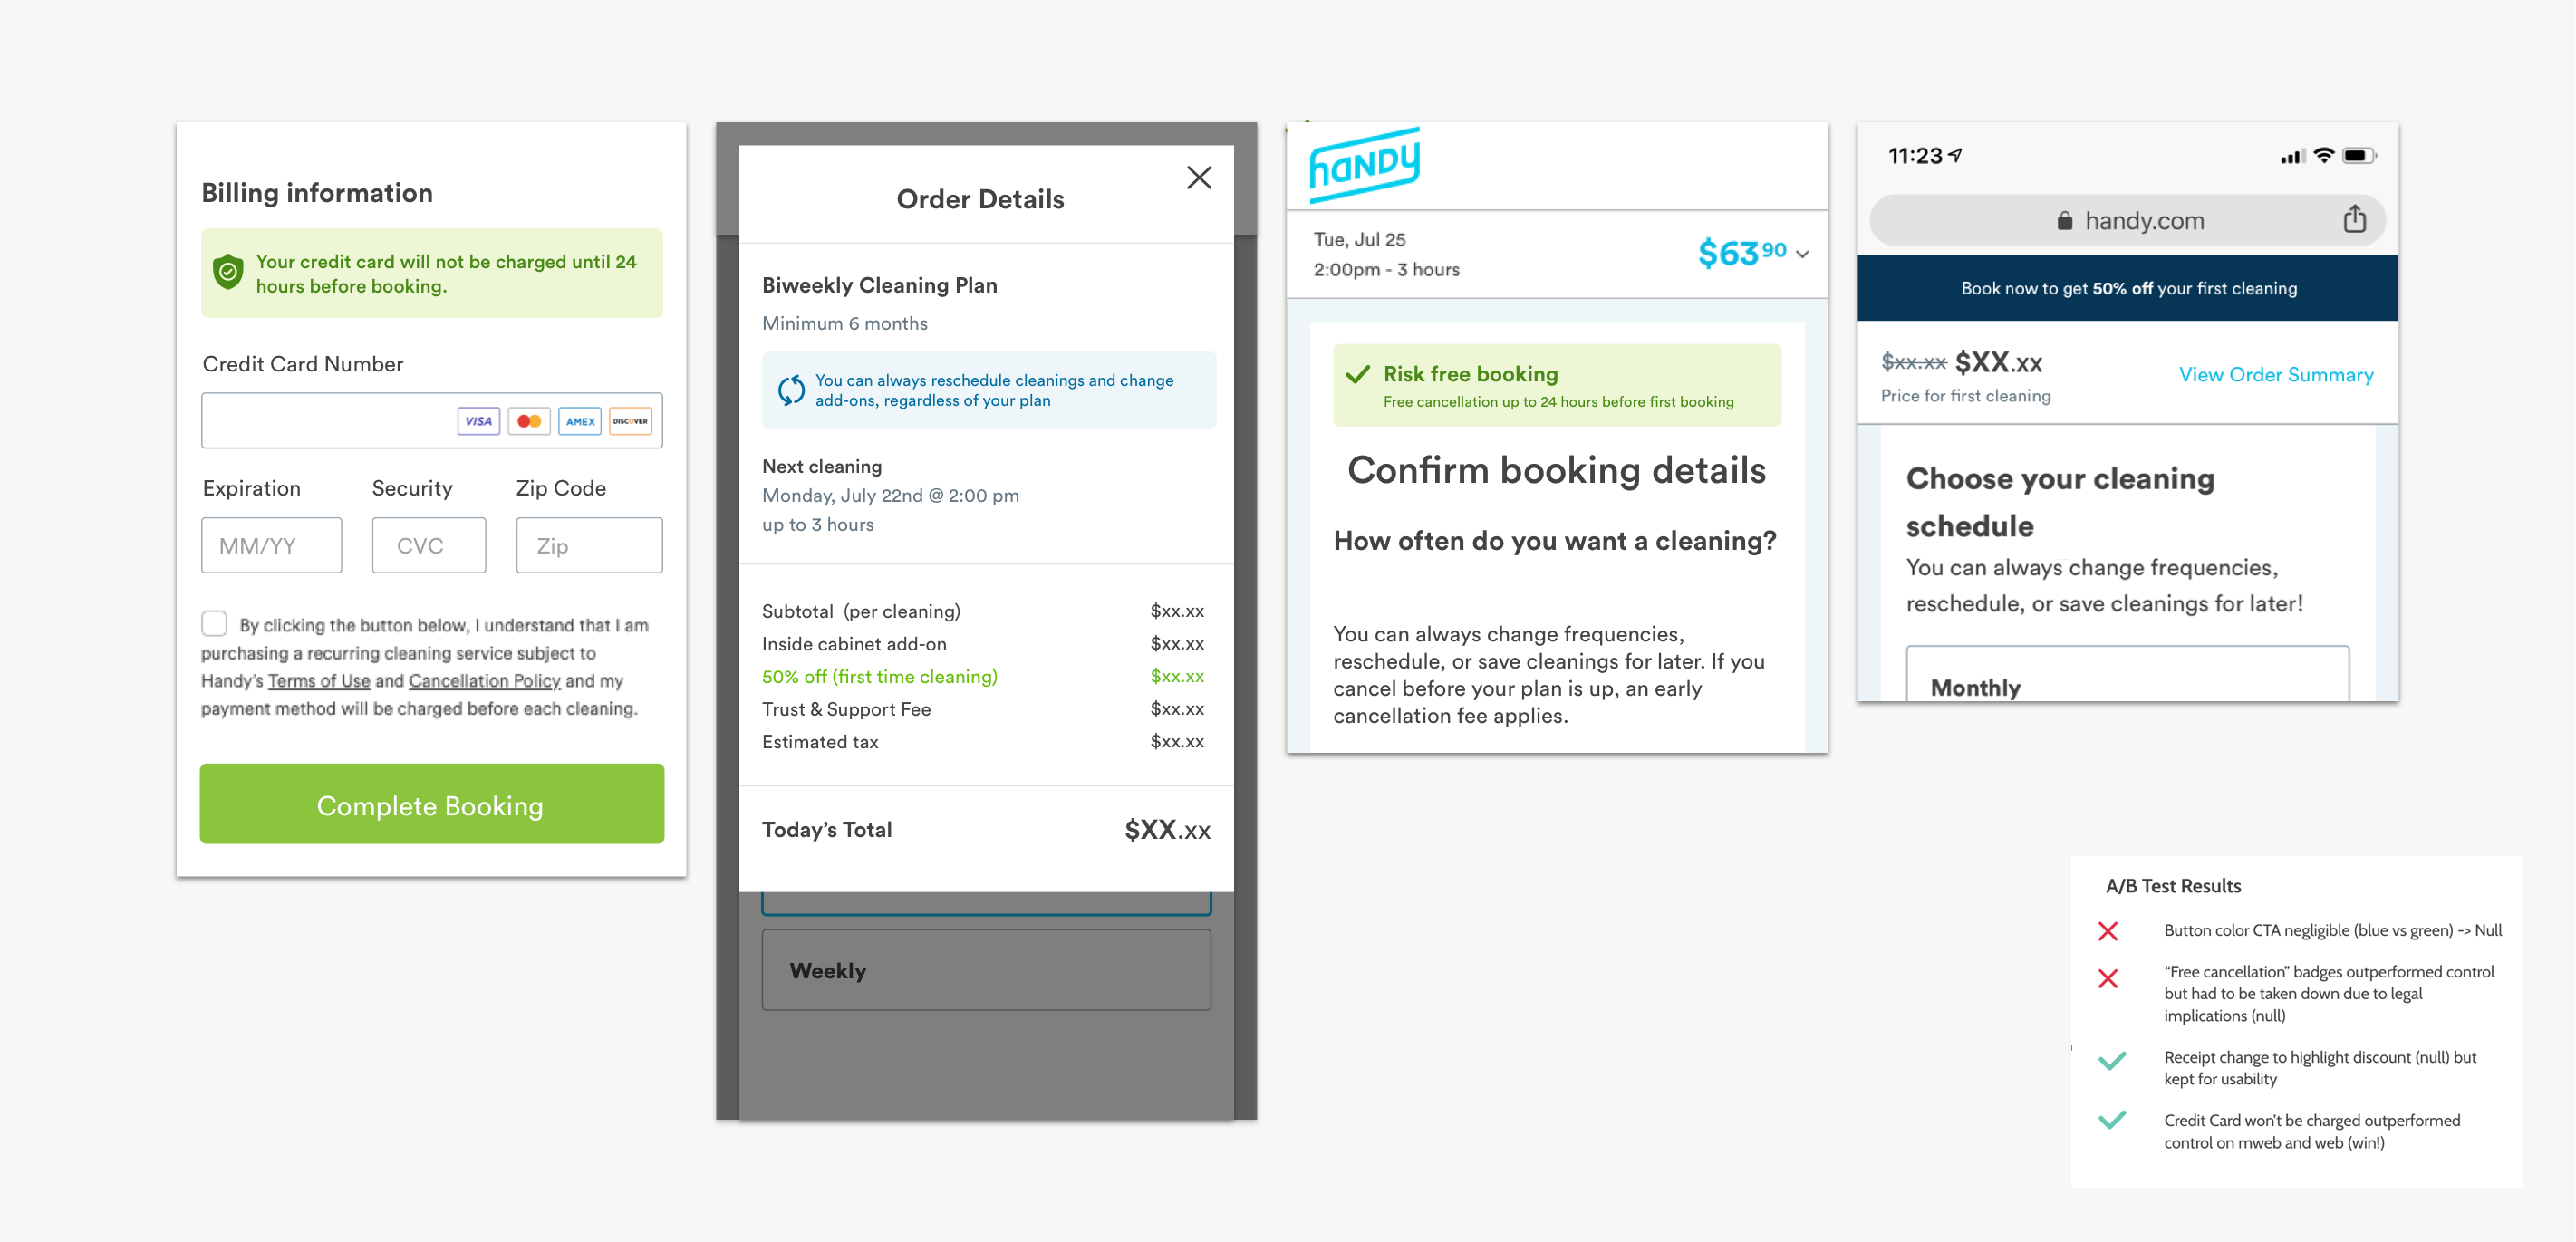 Billing information
Your credit card will not be charged until 24
hours before booking.
Credit Card Number
VISA
AMEX
DISCOVER
Expiration Security Zip Code
MM/YY CVC Zip
By clicking the button below, I understand that I am
purchasing a recurring cleaning service subject to
Handy's Terms of Use and Cancellation Policy and my
payment method will be charged before each cleaning.
Complete Booking
Order Details
Biweekly Cleaning Plan
Minimum 6 months
You can always reschedule cleanings and change
add-ons, regardless of your plan
Next cleaning
Monday, July 22nd @ 2:00 pm
up to 3 hours
Subtotal (per cleaning) $xx.xx
Inside cabinet add-on $xx.xx
50% off (first time cleaning) $xx.xx
Trust & Support Fee $xx.xx
Estimated tax $xx.xx
Today's Total $XX.xx
Weekly
HANDY
Tue, Jul 25
2:00pm - 3 hours
$63 90
Risk free booking
Free cancellation up to 24 hours before first booking
Confirm booking details
How often do you want a cleaning?
You can always change frequencies,
reschedule, or save cleanings for later. If you
cancel before your plan is up, an early
cancellation fee applies.
11:23
handy.com
Book now to get 50% off your first cleaning
$xx.xx $XX.xx
Price for first cleaning
View Order Summary
Choose your cleaning
schedule
You can always change frequencies,
reschedule, or save cleanings for later!
Monthly
A/B Test Results
Button color CTA negligible (blue vs green) -> Null
“Free cancellation” badges outperformed control
but had to be taken down due to legal
implications (null)
Receipt change to highlight discount (null) but
kept for usability
Credit Card won't be charged outperformed
control on mweb and web (win!)